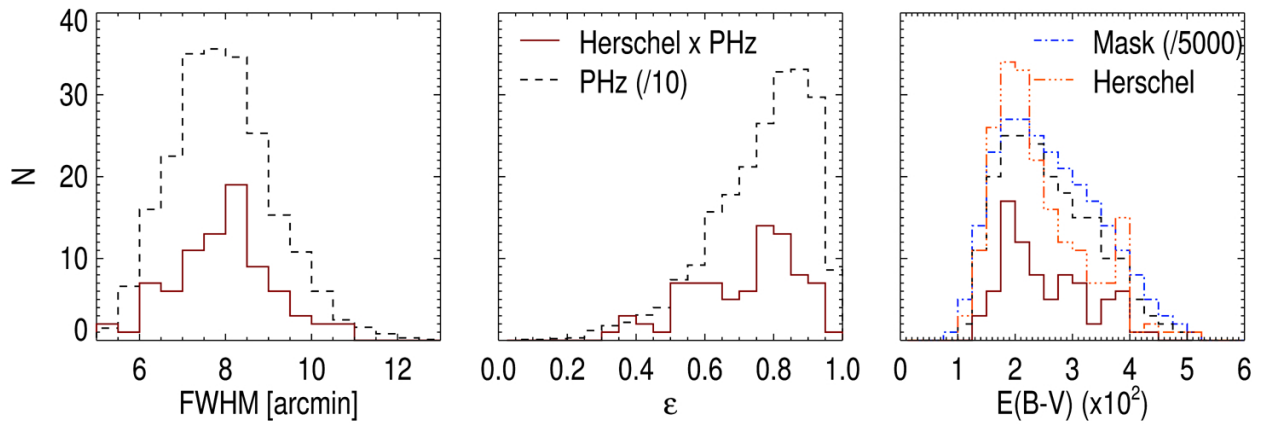 40
30
20
10
0
N
6 8 10 12
FWHM [arcmin]
Herschel x PHz
PHz (/10)
0.0 0.2 0.4 0.6 0.8 1.0
ε
Mask (/5000)
Herschel
0 1 2 3 4 5 6
E(B-V) (x10²)